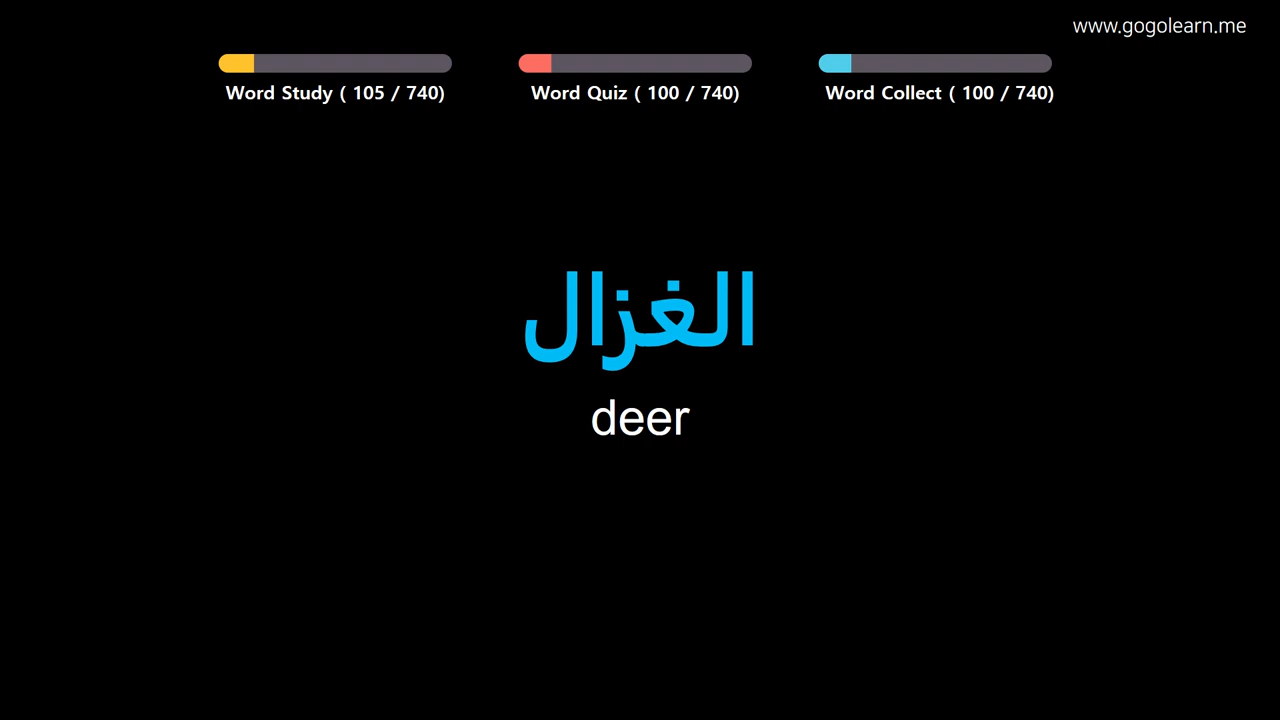 www.gogolearn.me
Word Study ( 105 / 740)
Word Quiz ( 100 / 740)
Word Collect ( 100 / 740)
الغزال
deer